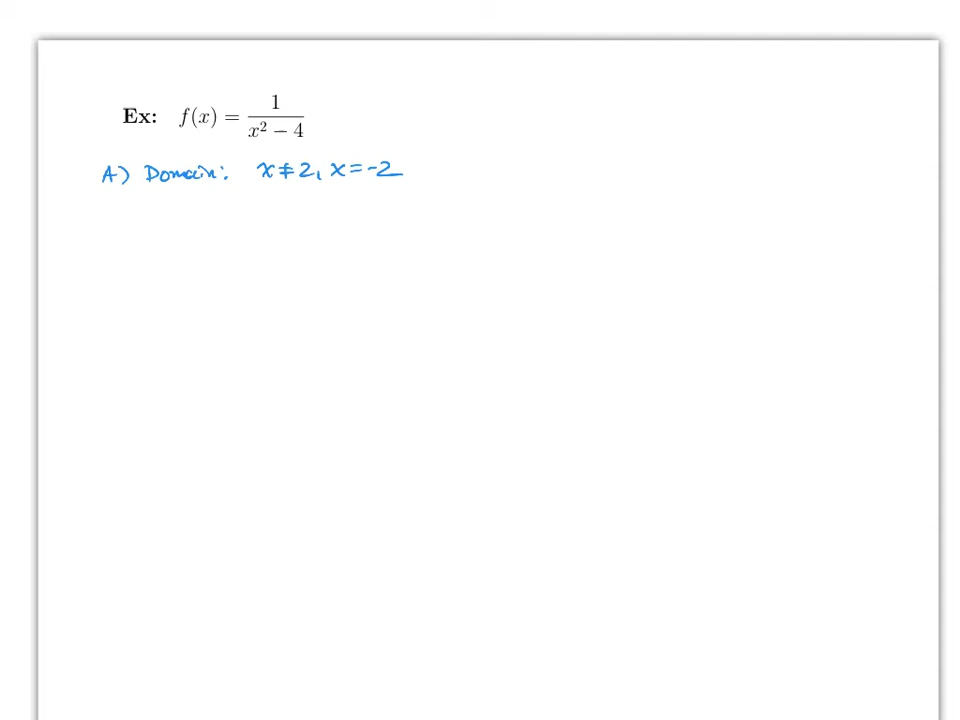 Ex: f(x) = 1/(x² − 4)
A) Domain: x≠2, x=-2